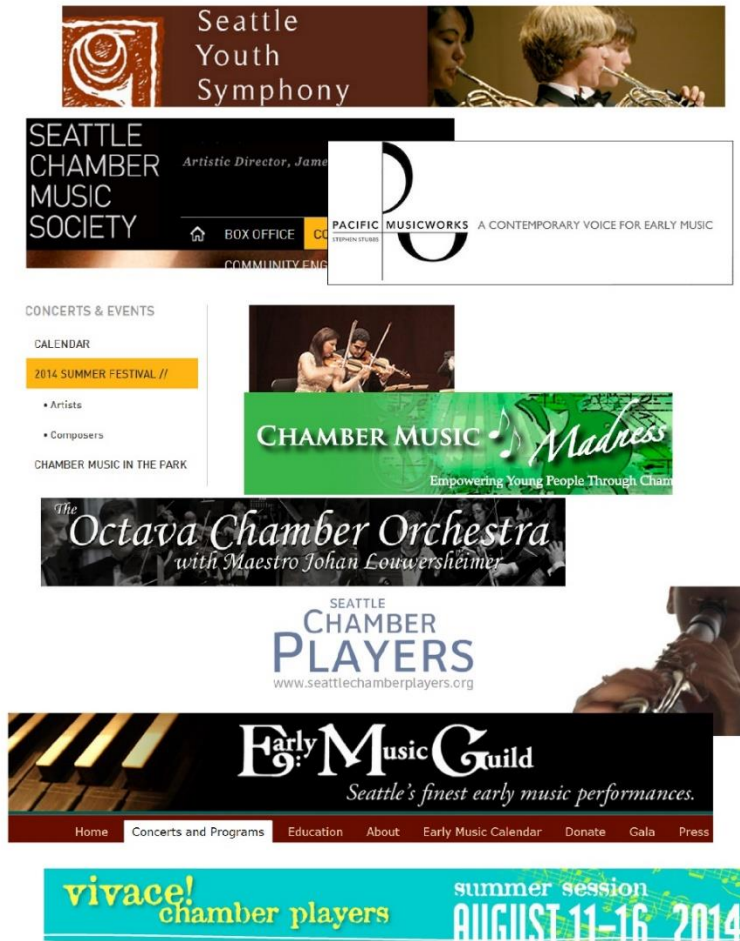 Seattle
Youth
Symphony
SEATTLE
CHAMBER
MUSIC
SOCIETY
Artistic Director, Jame
BOX OFFICE CO
COMMUNITY ENG
PACIFIC MUSICWORKS
STEPHEN STUBBS
A CONTEMPORARY VOICE FOR EARLY MUSIC
CONCERTS & EVENTS
CALENDAR
2014 SUMMER FESTIVAL //
• Artists
• Composers
CHAMBER MUSIC IN THE PARK
CHAMBER MUSIC Madness
Empowering Young People Through Cham
The
Octava Chamber Orchestra
with Maestro Johan Louwersheimer
SEATTLE
CHAMBER
PLAYERS
www.seattlechamberplayers.org
Early Music Guild
Seattle's finest early music performances.
Home Concerts and Programs Education About Early Music Calendar Donate Gala Press
vivace!
chamber players
summer session
AUGUST 11-16, 2014